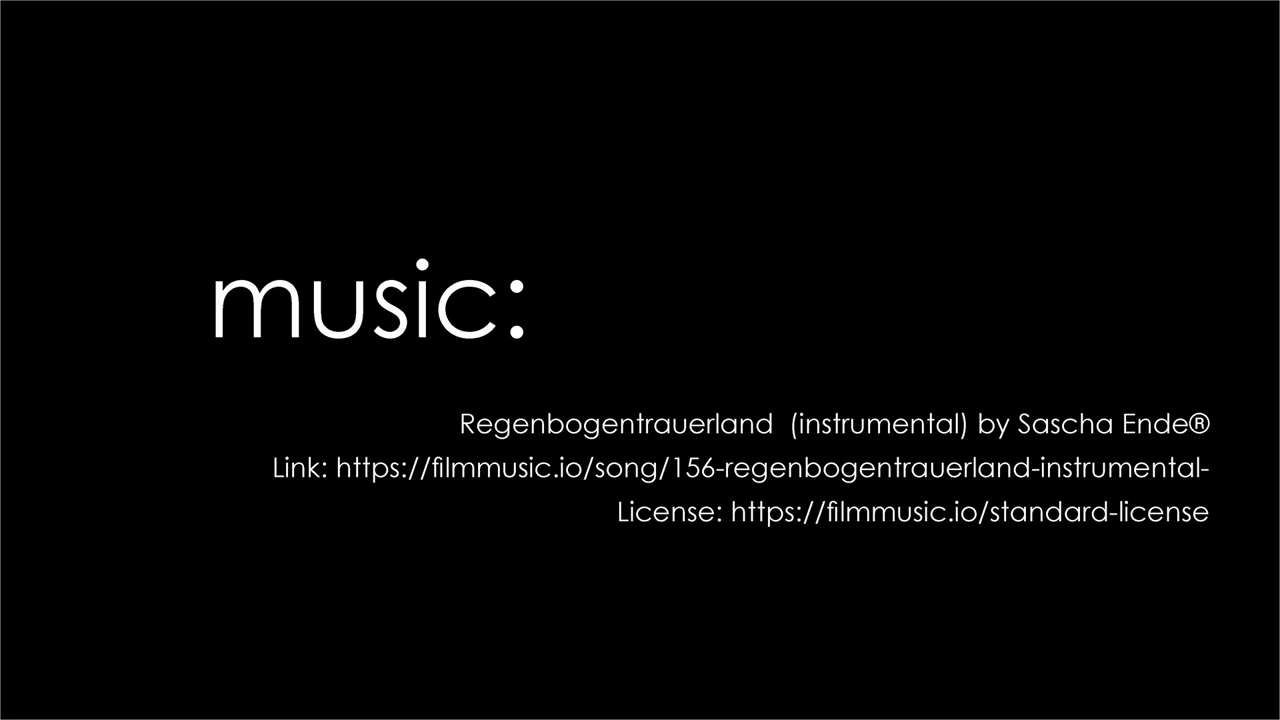 music:
Regenbogentrauerland  (instrumental) by Sascha Ende®
Link: https://filmmusic.io/song/156-regenbogentrauerland-instrumental-
License: https://filmmusic.io/standard-license